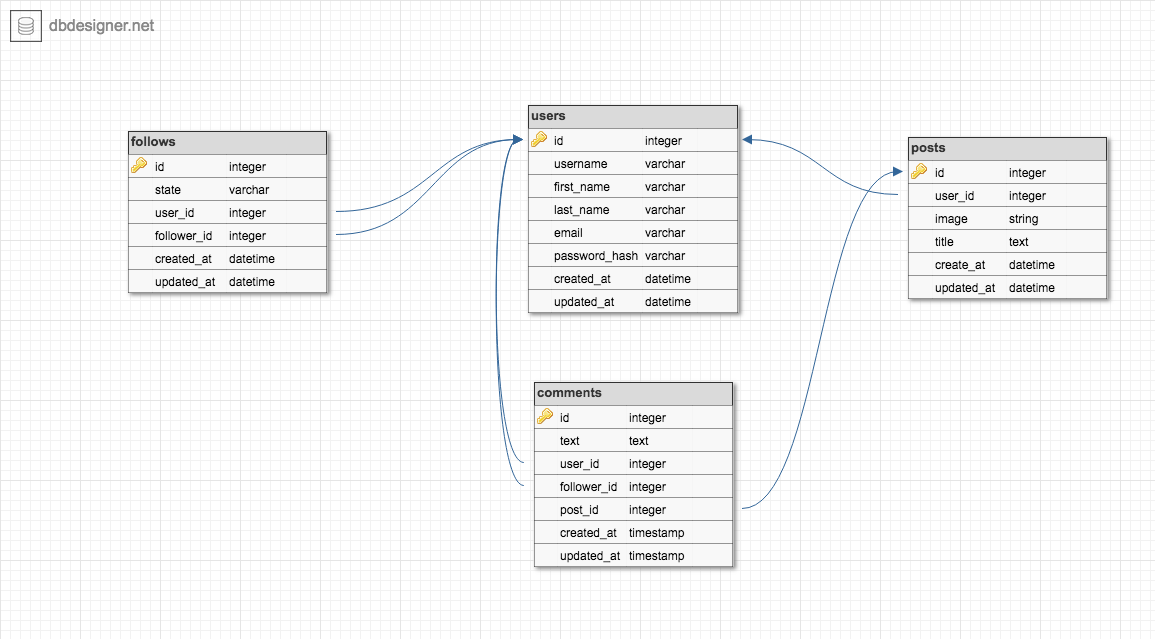 dbdesigner.net
follows
id integer
state varchar
user_id integer
follower_id integer
created_at datetime
updated_at datetime
users
id integer
username varchar
first_name varchar
last_name varchar
email varchar
password_hash varchar
created_at datetime
updated_at datetime
posts
id integer
user_id integer
image string
title text
create_at datetime
updated_at datetime
comments
id integer
text text
user_id integer
follower_id integer
post_id integer
created_at timestamp
updated_at timestamp